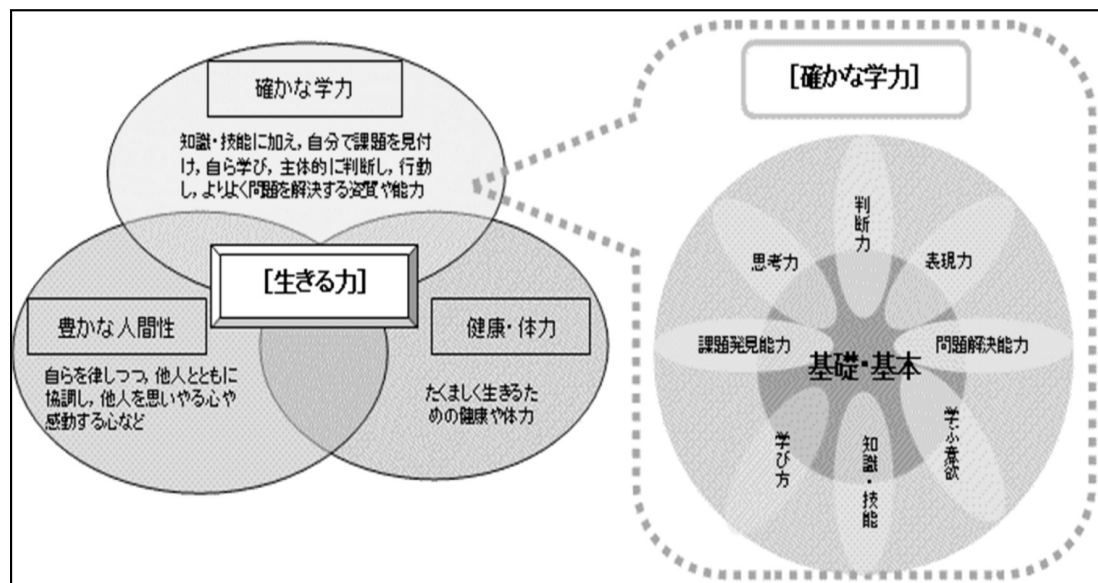 確かな学力
知識・技能に加え，自分で課題を見付
け，自ら学び，主体的に判断し，行動
し，よりよく問題を解決する資質や能力
[生きる力]
豊かな人間性
自らを律しつつ，他人とともに
協調し，他人を思いやる心や
感動する心など
健康・体力
たくましく生きるた
めの健康や体力
[確かな学力]
判断力
思考力
表現力
課題発見能力
問題解決能力
基礎・基本
学び方
知識・技能
学ぶ意欲